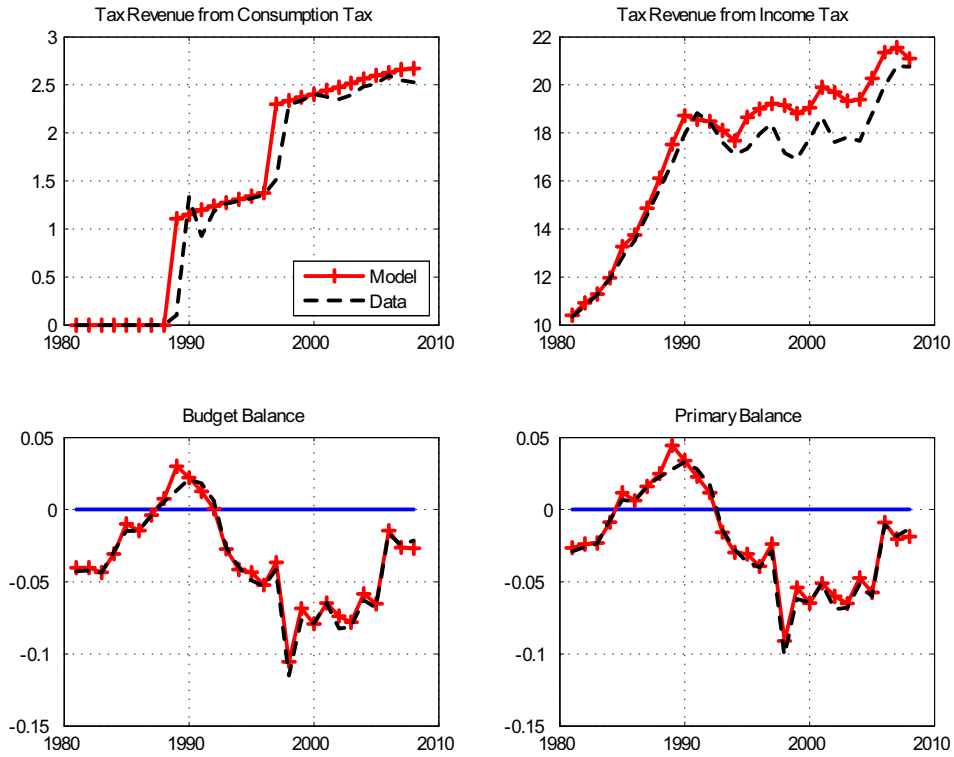 Tax Revenue from Consumption Tax
3
2.5
2
1.5
1
0.5
0
1980 1990 2000 2010
Model
Data
Tax Revenue from Income Tax
22
20
18
16
14
12
10
1980 1990 2000 2010
Budget Balance
0.05
0
-0.05
-0.1
-0.15
1980 1990 2000 2010
Primary Balance
0.05
0
-0.05
-0.1
-0.15
1980 1990 2000 2010